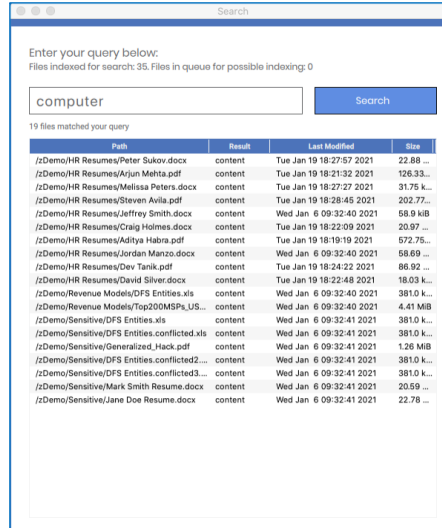 Search
Enter your query below:
Files indexed for search: 35. Files in queue for possible indexing: 0
computer Search
19 files matched your query
Path Result Last Modified Size
/zDemo/HR Resumes/Peter Sukov.docx content Tue Jan 19 18:27:57 2021 22.88 ...
/zDemo/HR Resumes/Arjun Mehta.pdf content Tue Jan 19 18:21:32 2021 126.33...
/zDemo/HR Resumes/Melissa Peters.docx content Tue Jan 19 18:27:27 2021 31.75 k...
/zDemo/HR Resumes/Steven Avila.pdf content Tue Jan 19 18:28:45 2021 202.77...
/zDemo/HR Resumes/Jeffrey Smith.docx content Wed Jan 6 09:32:40 2021 58.9 kiB
/zDemo/HR Resumes/Craig Holmes.docx content Tue Jan 19 18:22:09 2021 20.97 ...
/zDemo/HR Resumes/Aditya Habra.pdf content Tue Jan 19 18:19:19 2021 572.75...
/zDemo/HR Resumes/Jordan Manzo.docx content Wed Jan 6 09:32:40 2021 58.69 ...
/zDemo/HR Resumes/Dev Tanik.pdf content Tue Jan 19 18:24:22 2021 86.92 ...
/zDemo/HR Resumes/David Silver.docx content Tue Jan 19 18:22:48 2021 18.03 k...
/zDemo/Revenue Models/DFS Entities.xls content Wed Jan 6 09:32:40 2021 381.0 k...
/zDemo/Revenue Models/Top200MSPs_US... content Wed Jan 6 09:32:40 2021 4.41 MiB
/zDemo/Sensitive/DFS Entities.xls content Wed Jan 6 09:32:41 2021 381.0 k...
/zDemo/Sensitive/DFS Entities.conflicted.xls content Wed Jan 6 09:32:41 2021 381.0 k...
/zDemo/Sensitive/Generalized_Hack.pdf content Wed Jan 6 09:32:41 2021 1.26 MiB
/zDemo/Sensitive/DFS Entities.conflicted2.... content Wed Jan 6 09:32:41 2021 381.0 k...
/zDemo/Sensitive/DFS Entities.conflicted3.... content Wed Jan 6 09:32:41 2021 381.0 k...
/zDemo/Sensitive/Mark Smith Resume.docx content Wed Jan 6 09:32:41 2021 20.59 ...
/zDemo/Sensitive/Jane Doe Resume.docx content Wed Jan 6 09:32:41 2021 22.78 ...